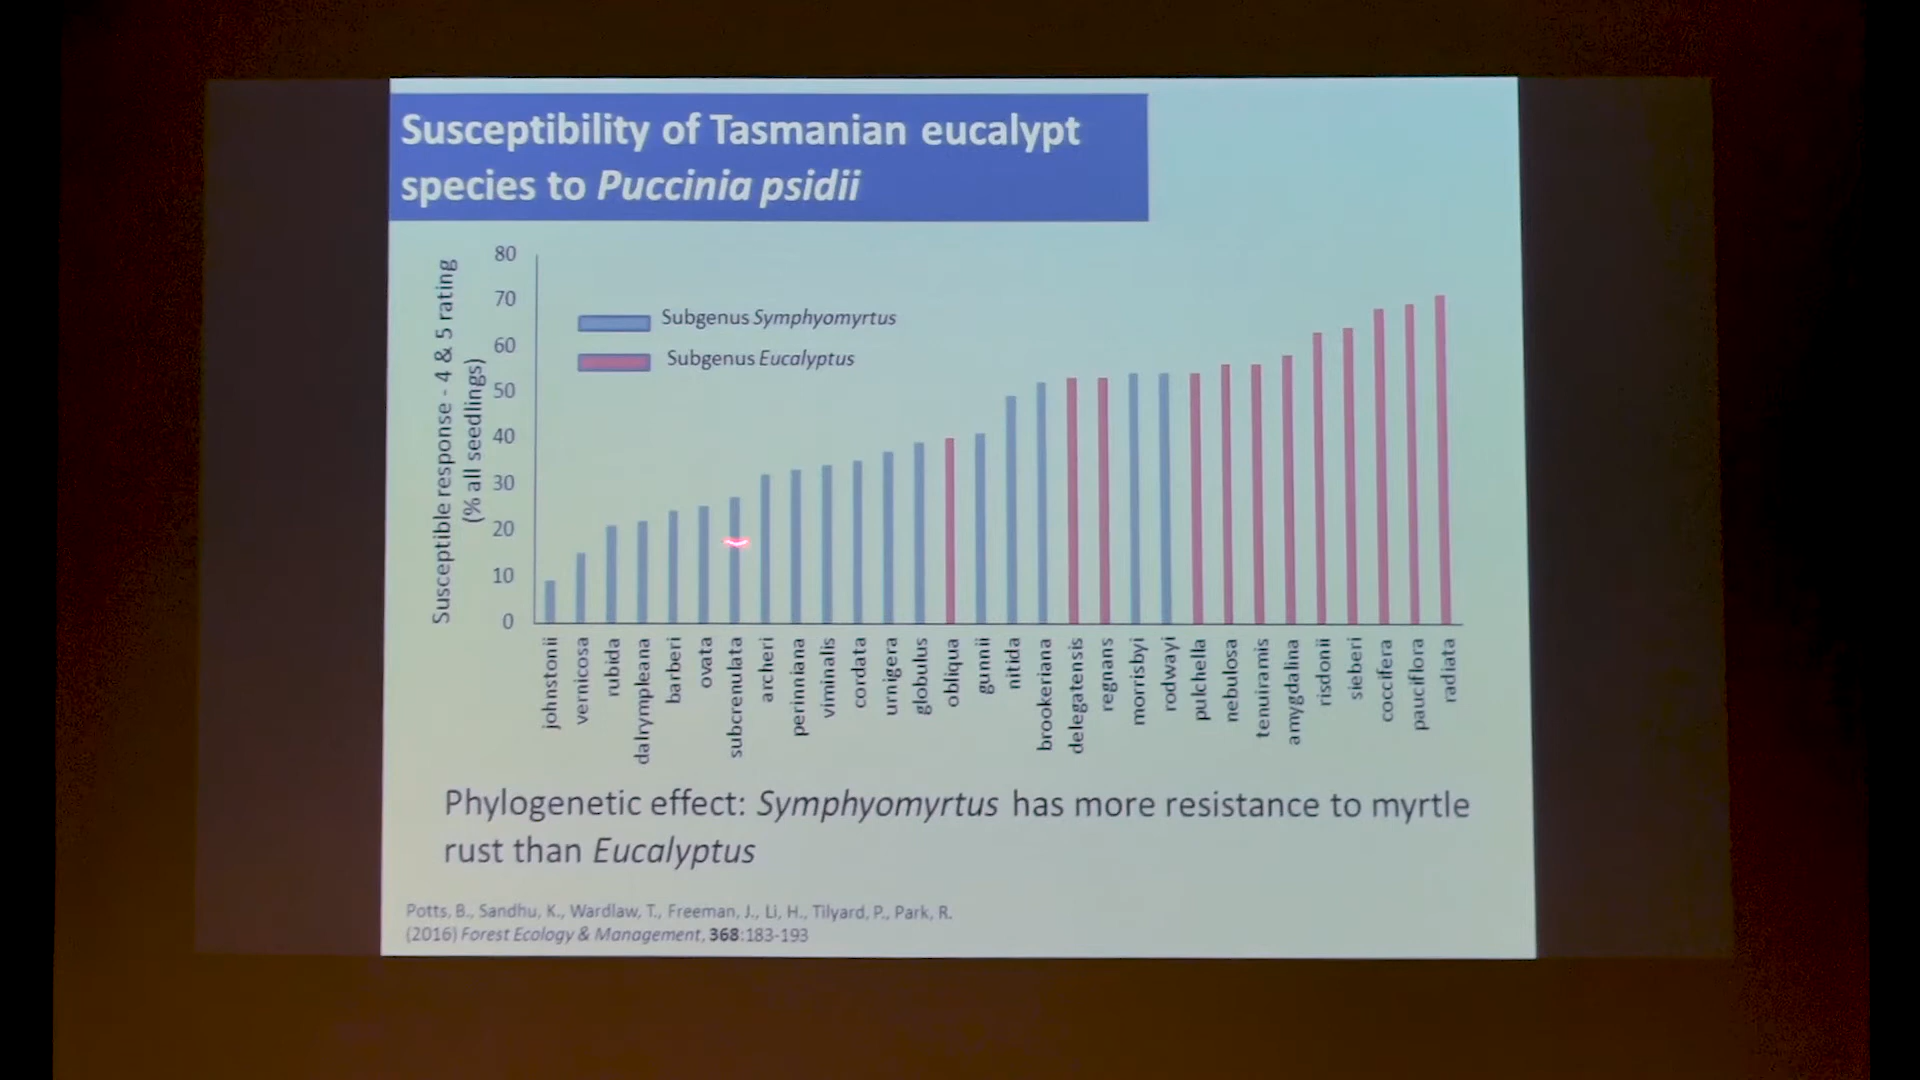 Susceptibility of Tasmanian eucalypt
species to Puccinia psidii
Susceptible response - 4 & 5 rating
(% all seedlings)
80
70
60
50
40
30
20
10
0
Subgenus Symphyomyrtus
Subgenus Eucalyptus
johnstonii
vernicosa
rubida
dalrympleana
barberi
ovata
subcrenulata
archeri
perinniana
viminalis
cordata
urnigera
globulus
obliqua
gunnii
nitida
brookeriana
delegatensis
regnans
morrisbyi
rodwayi
pulchella
nebulosa
tenuiramis
amygdalina
risdonii
sieberi
coccifera
pauciflora
radiata
Phylogenetic effect: Symphyomyrtus has more resistance to myrtle
rust than Eucalyptus
Potts, B., Sandhu, K., Wardlaw, T., Freeman, J., Li, H., Tilyard, P., Park, R.
(2016) Forest Ecology & Management, 368:183-193